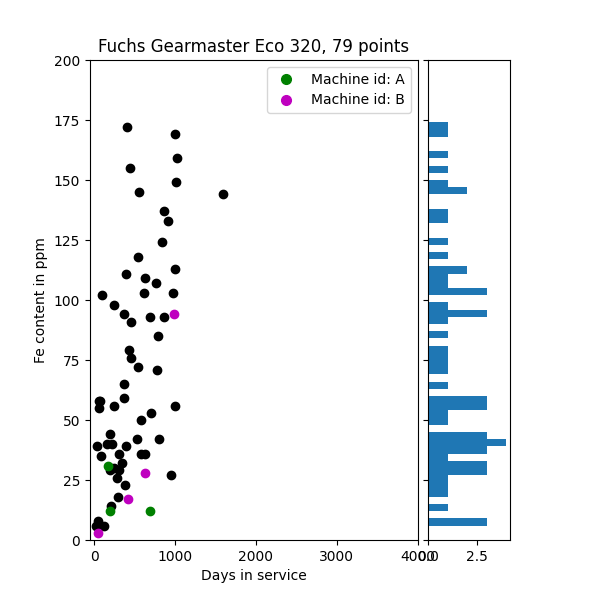 Fuchs Gearmaster Eco 320, 79 points
Machine id: A
Machine id: B
Fe content in ppm
200
175
150
125
100
75
50
25
0
0 1000 2000 3000 4000
0.0 2.5
Days in service